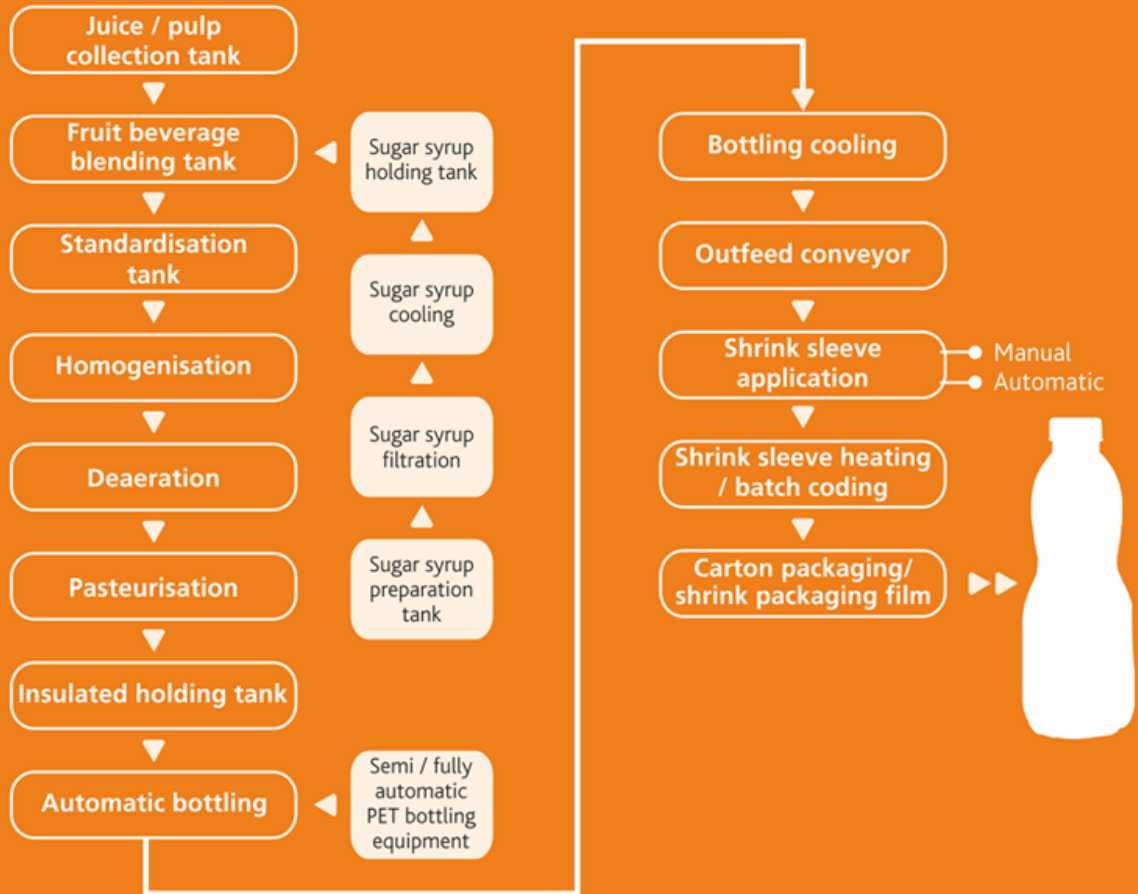 Juice / pulp
collection tank
Fruit beverage
blending tank
Standardisation
tank
Homogenisation
Deaeration
Pasteurisation
Insulated holding tank
Automatic bottling
Sugar syrup
holding tank
Sugar syrup
cooling
Sugar syrup
filtration
Sugar syrup
preparation
tank
Semi / fully
automatic
PET bottling
equipment
Bottling cooling
Outfeed conveyor
Shrink sleeve
application
Manual
Automatic
Shrink sleeve heating
/ batch coding
Carton packaging/
shrink packaging film